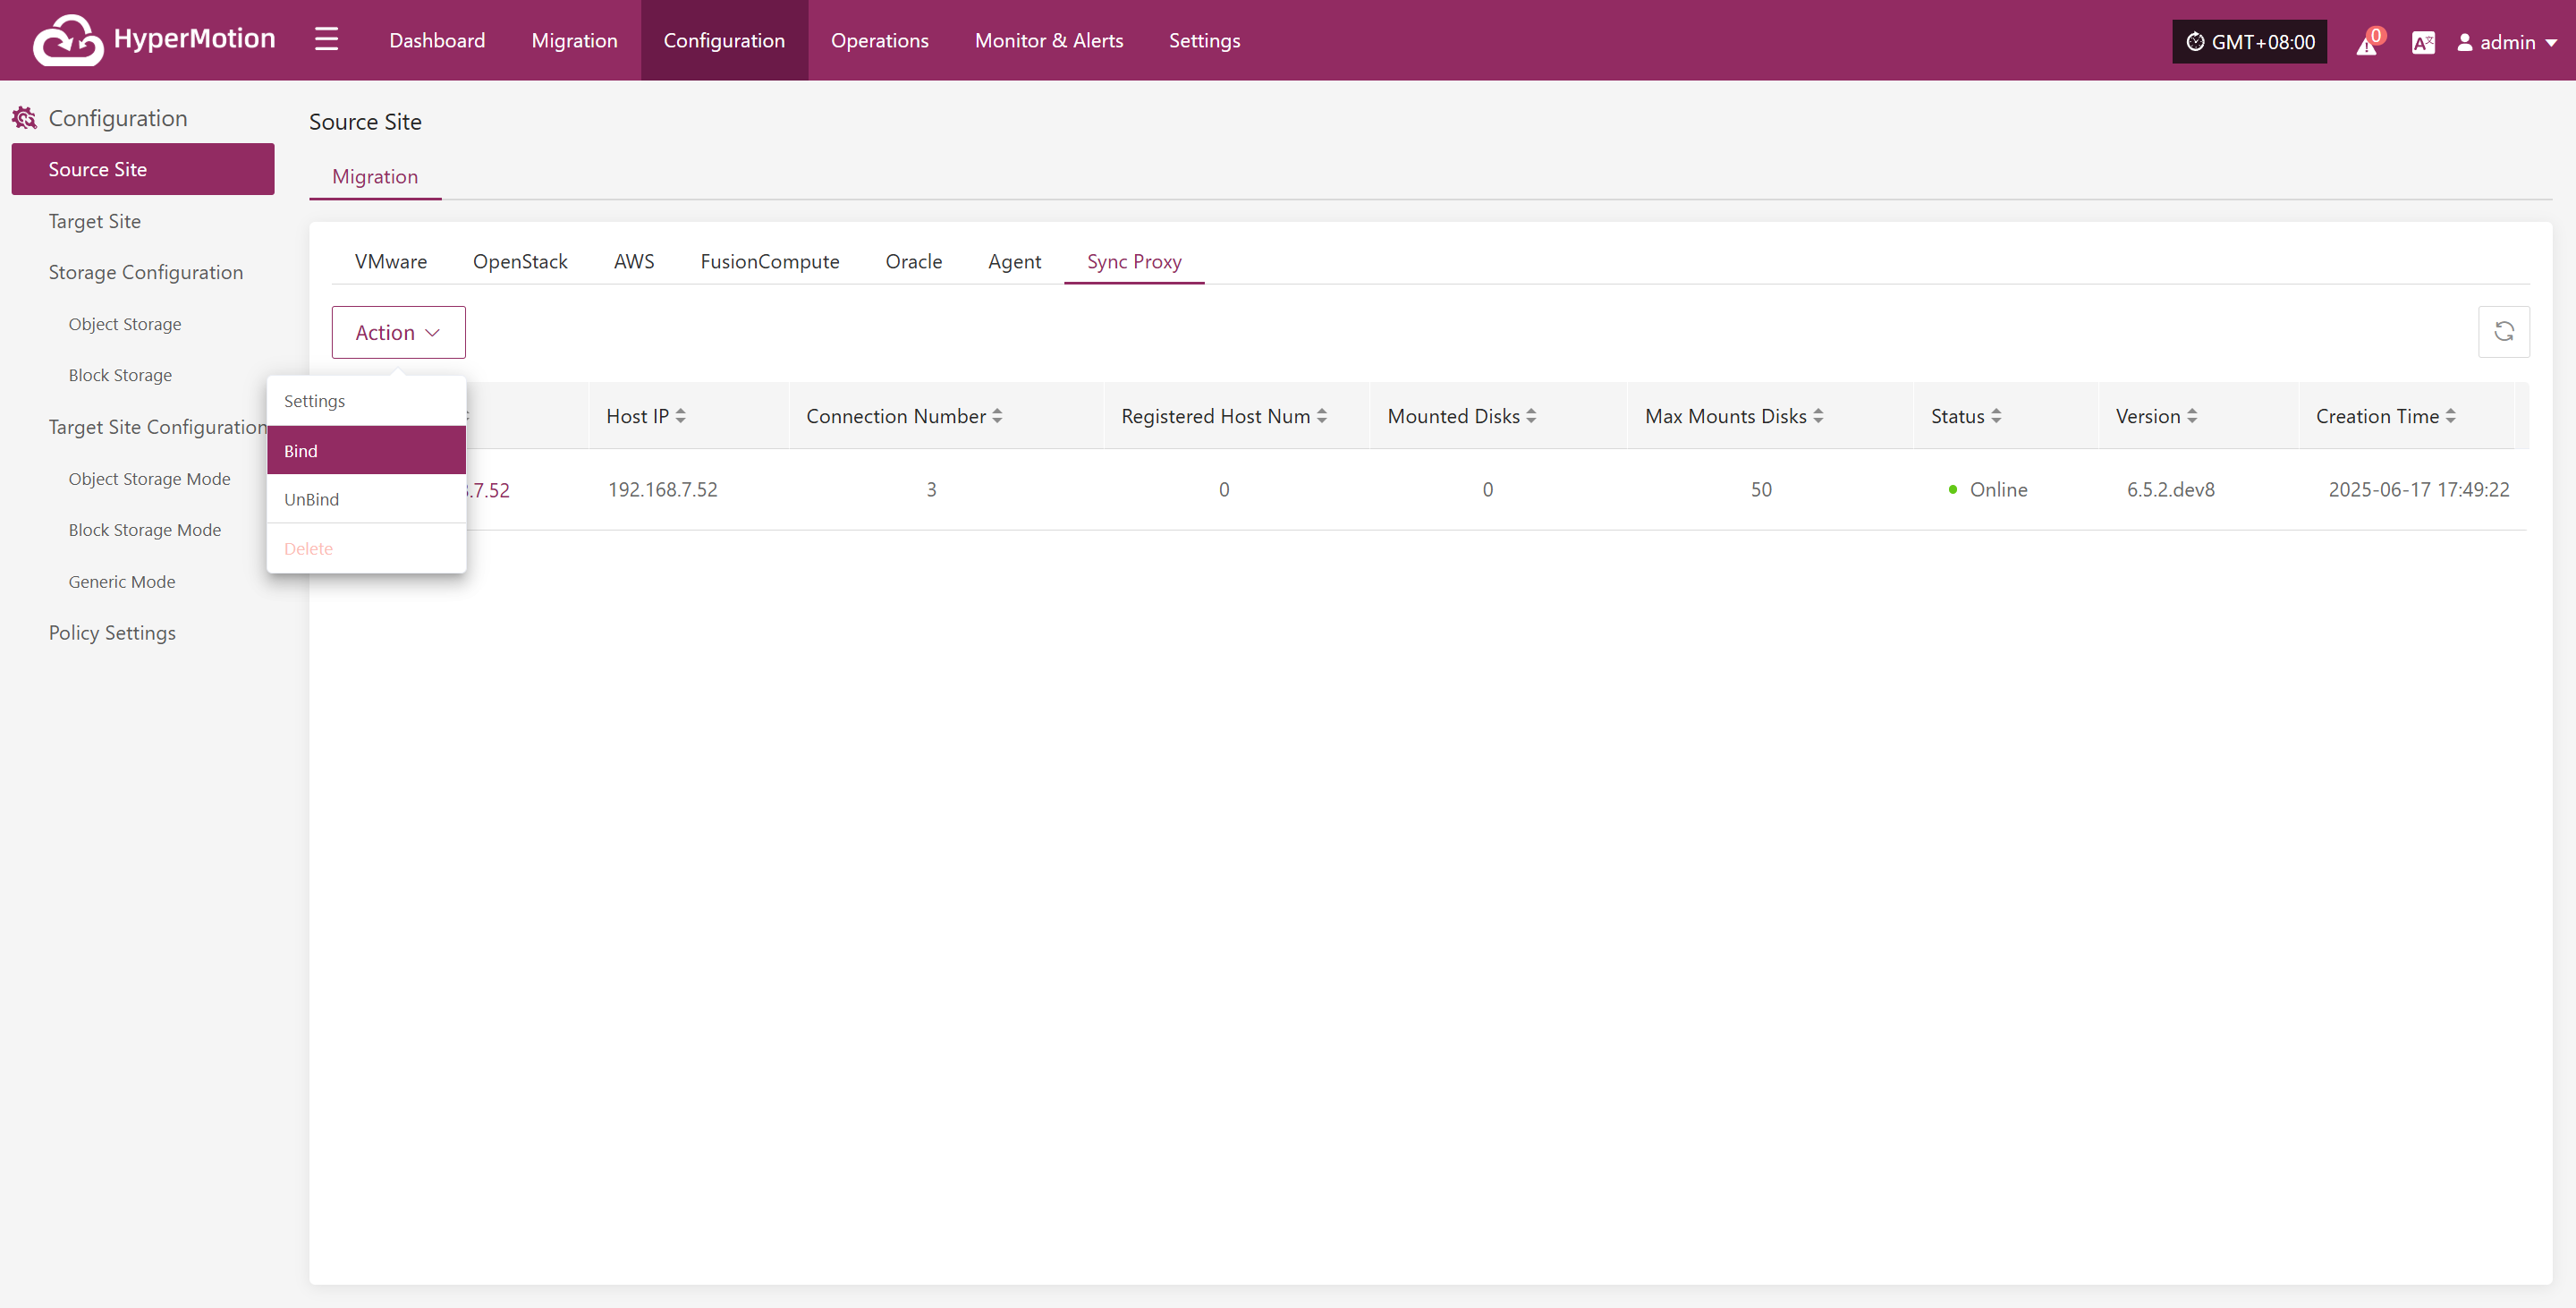 HyperMotion
Dashboard Migration Configuration Operations Monitor & Alerts Settings
GMT+08:00 0 admin
Configuration
Source Site
Target Site
Storage Configuration
Object Storage
Block Storage
Target Site Configuration
Object Storage Mode
Block Storage Mode
Generic Mode
Policy Settings
Source Site
Migration
VMware OpenStack AWS FusionCompute Oracle Agent Sync Proxy
Action
Settings
Bind
UnBind
Delete
Host IP Connection Number Registered Host Num Mounted Disks Max Mounts Disks Status Version Creation Time
.7.52 192.168.7.52 3 0 0 50 Online 6.5.2.dev8 2025-06-17 17:49:22